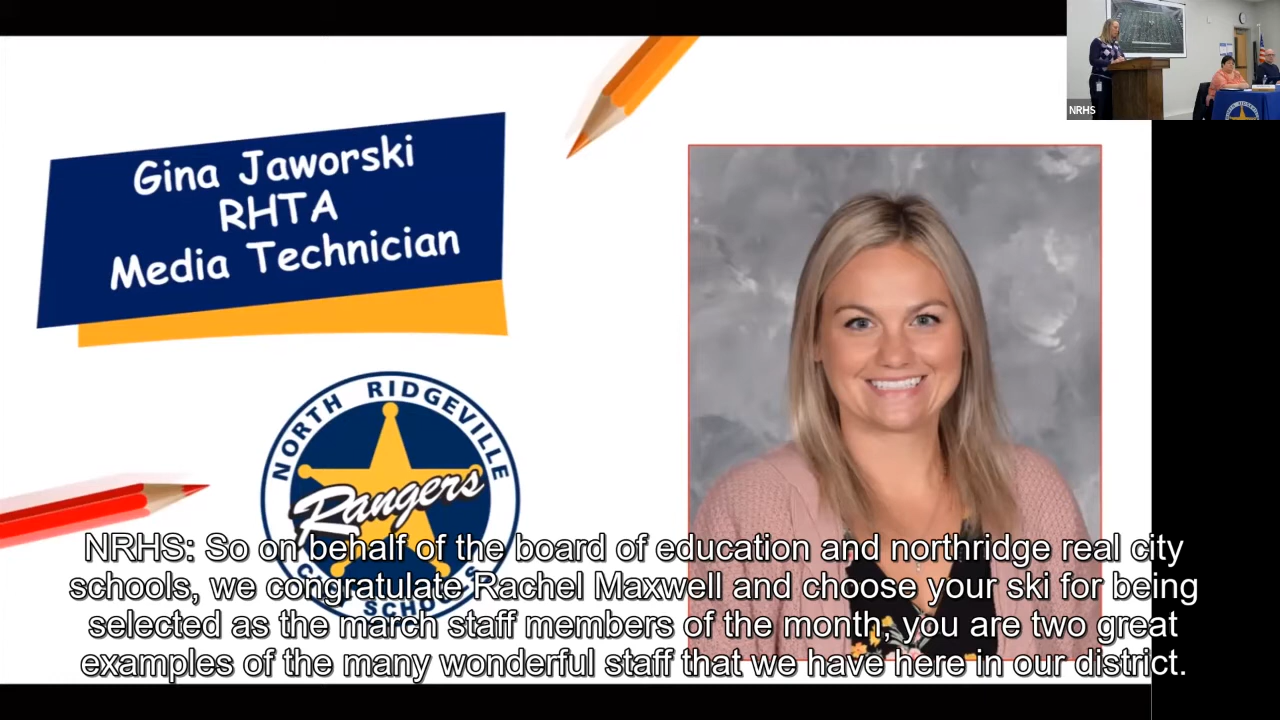 Gina Jaworski
RHTA
Media Technician
NORTH RIDGEVILLE
Rangers
SCHOOLS
NRHS
NRHS: So on behalf of the board of education and northridge real city
schools, we congratulate Rachel Maxwell and choose your ski for being
selected as the march staff members of the month, you are two great
examples of the many wonderful staff that we have here in our district.